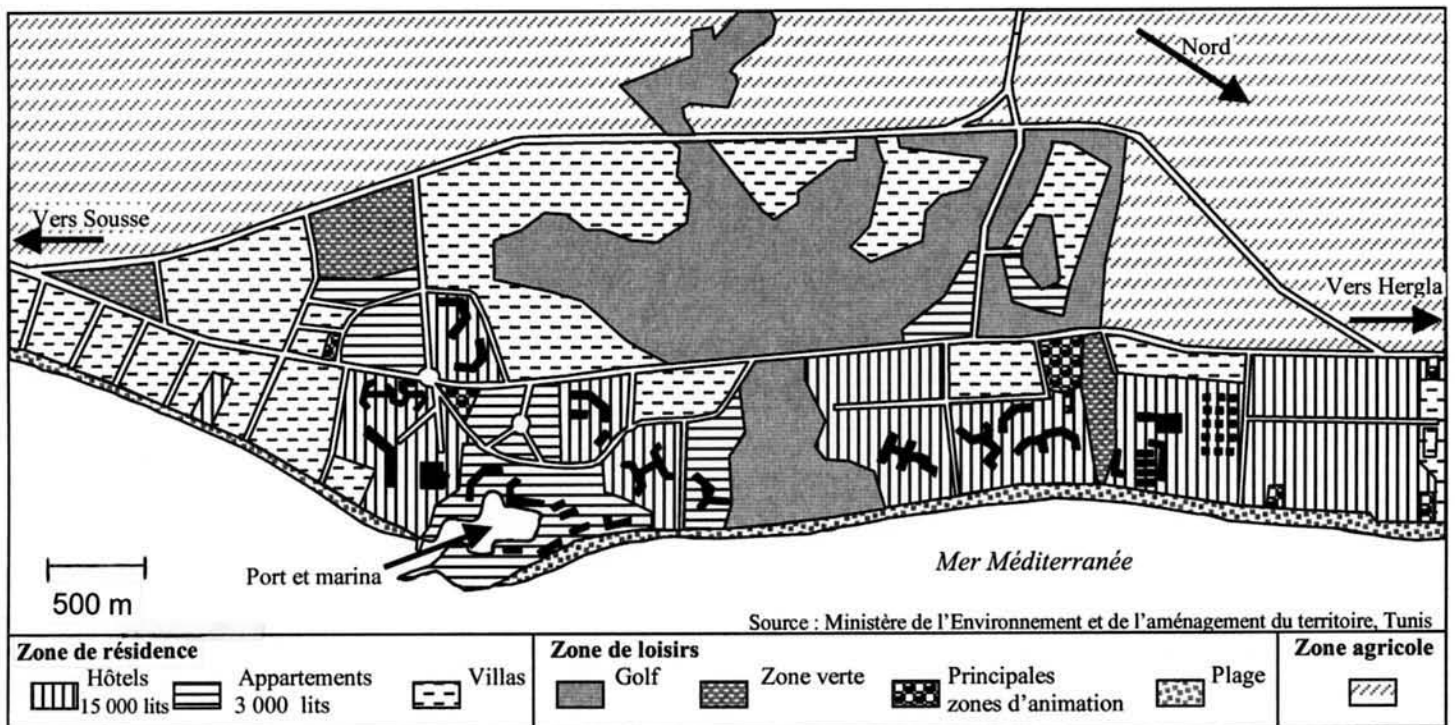 Nord
Vers Sousse
Vers Hergla
Port et marina
Mer Méditerranée
500 m
Source : Ministère de l'Environnement et de l'aménagement du territoire, Tunis
Zone de résidence
Hôtels
15 000 lits
Appartements
3 000 lits
Villas
Zone de loisirs
Golf
Zone verte
Principales
zones d'animation
Plage
Zone agricole